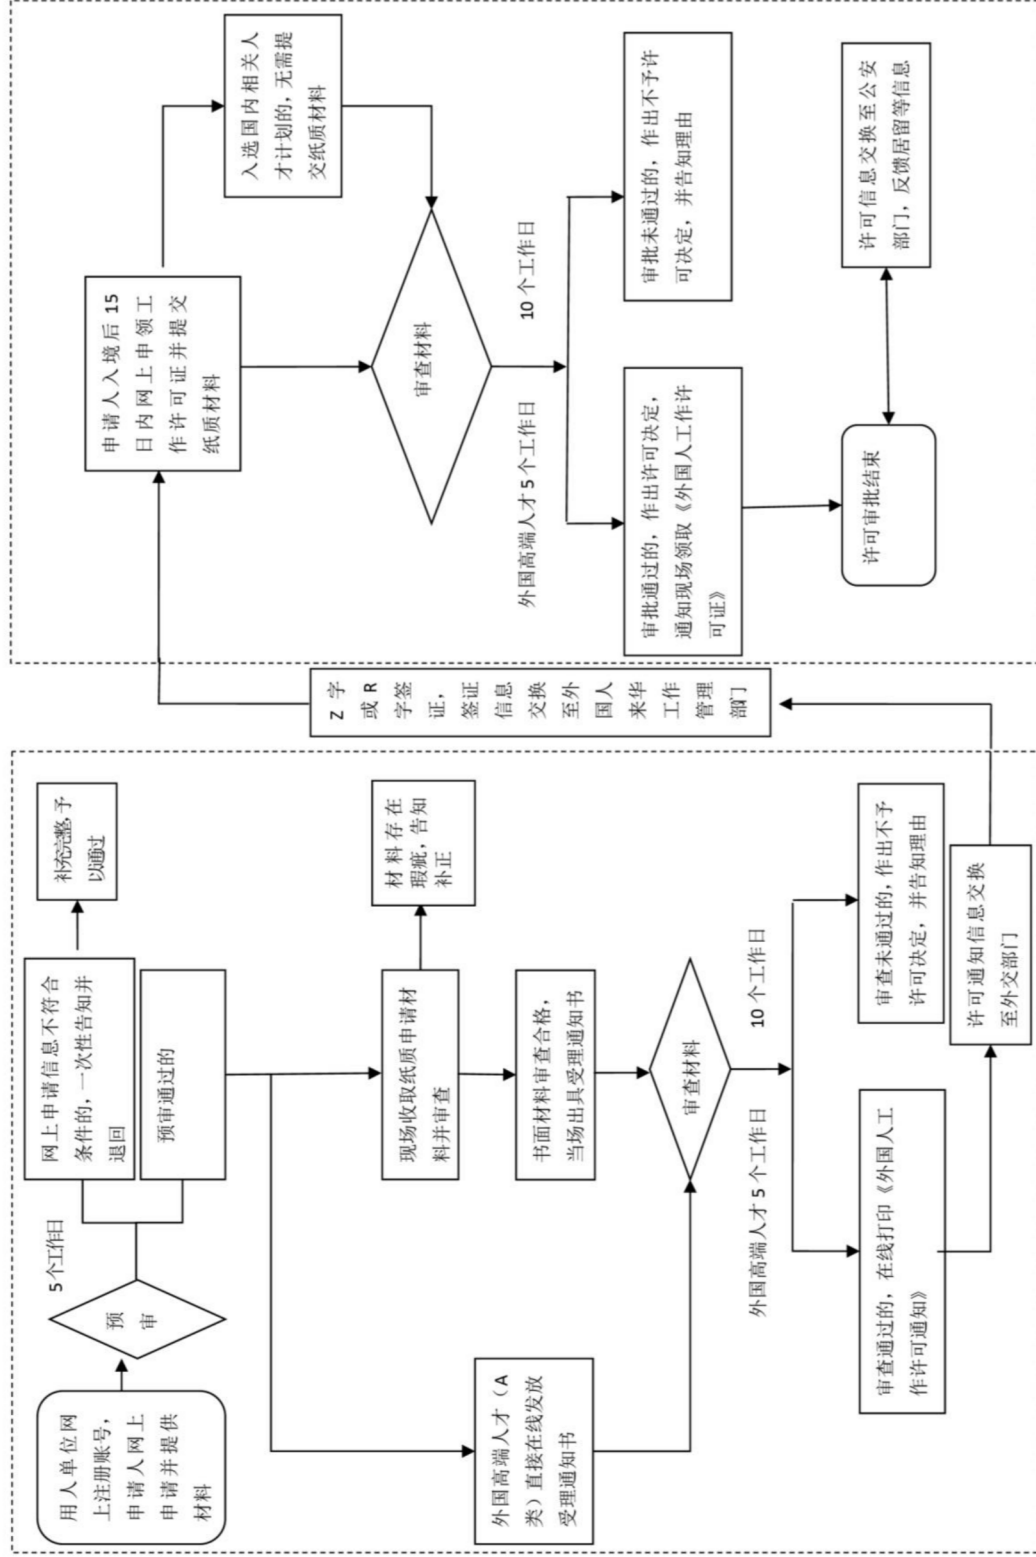 用人单位网
上注册账号，
申请人网上
申请并提供
材料
预
审
5个工作日
网上申请信息不符合
条件的，一次性告知并
退回
补充完整,予
以通过
预审通过的
外国高端人才（A
类）直接在线发放
受理通知书
现场收取纸质申请材
料并审查
材料存在
瑕疵，告知
补正
书面材料审查合格，
当场出具受理通知书
审查材料
外国高端人才 5 个工作日
10 个工作日
审查通过的，在线打印《外国人工
作许可通知》
审查未通过的，作出不予
许可决定，并告知理由
许可通知信息交换
至外交部门
Z 字
或 R
字签
证，
签证
信息
交换
至外
国人
来华
工作
管理
部门
申请人入境后 15
日内网上申领工
作许可证并提交
纸质材料
入选国内相关人
才计划的，无需提
交纸质材料
审查材料
外国高端人才 5 个工作日
10 个工作日
审批通过的，作出许可决定，
通知现场领取《外国人工作许
可证》
审批未通过的，作出不予许
可决定，并告知理由
许可审批结束
许可信息交换至公安
部门，反馈居留等信息